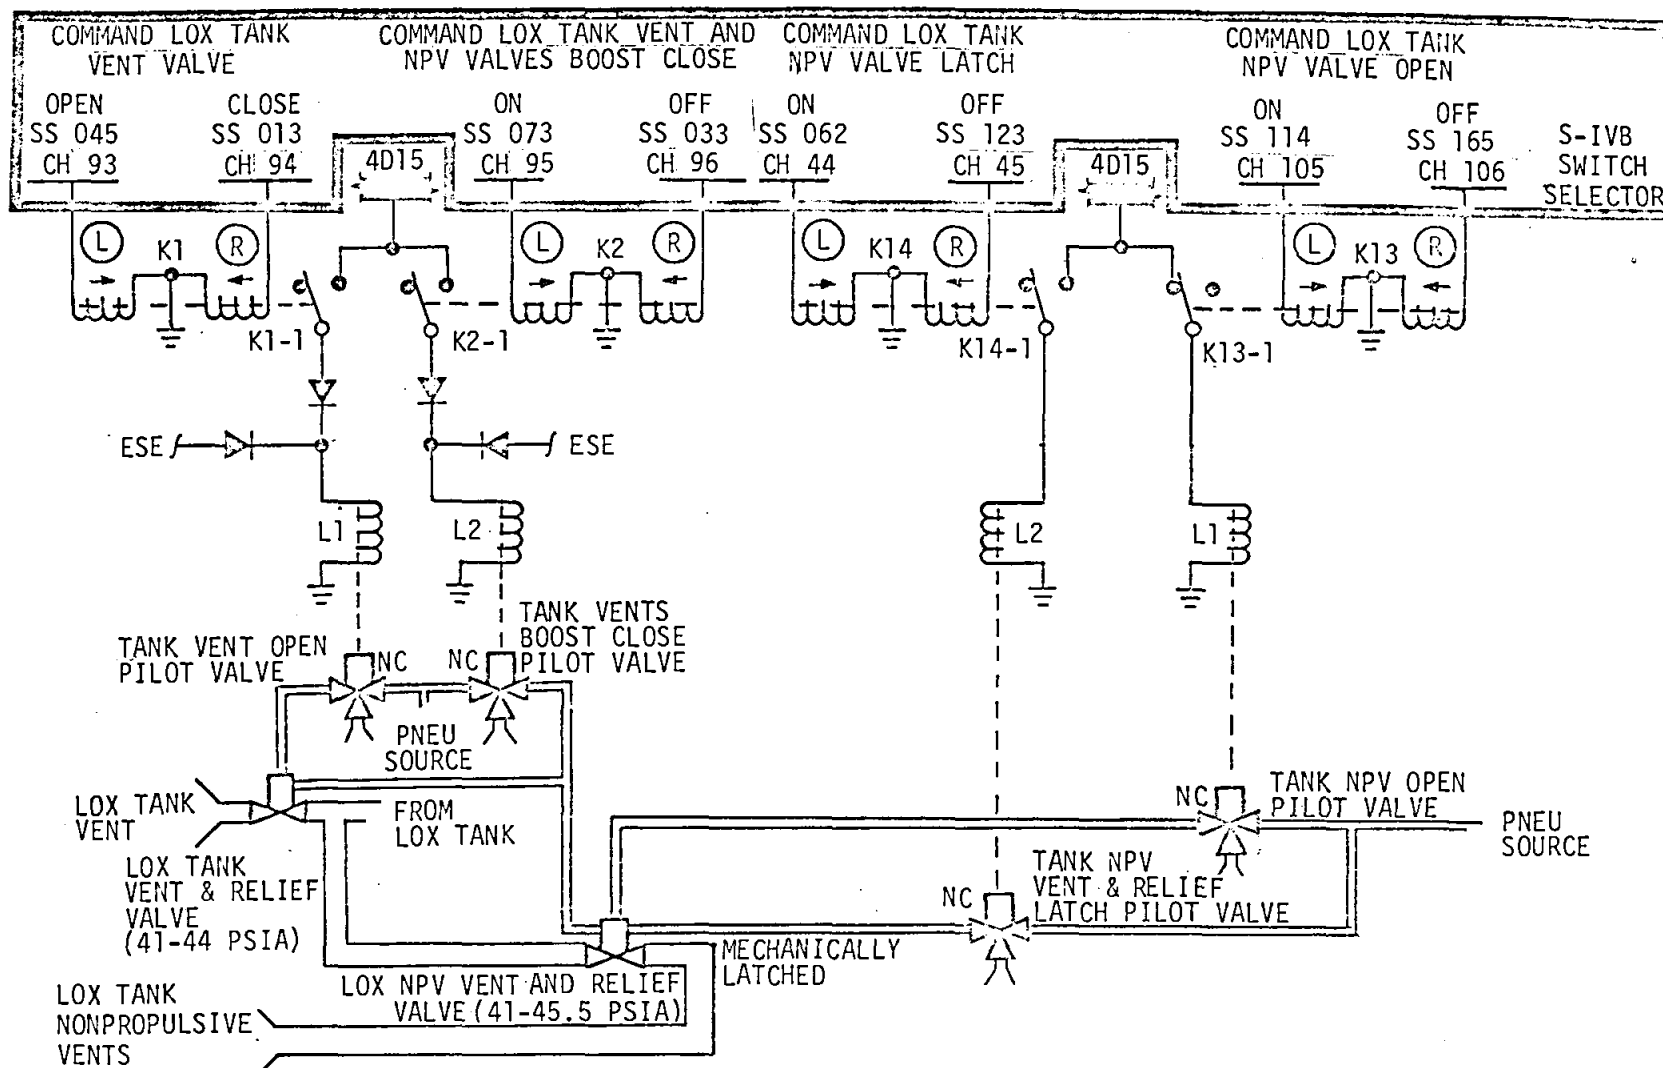 COMMAND LOX TANK
VENT VALVE
COMMAND LOX TANK VENT AND
NPV VALVES BOOST CLOSE
COMMAND LOX TANK
NPV VALVE LATCH
COMMAND LOX TANK
NPV VALVE OPEN
OPEN
SS 045
CH 93
CLOSE
SS 013
CH 94
4D15
ON
SS 073
CH 95
OFF
SS 033
CH 96
ON
SS 062
CH 44
OFF
SS 123
CH 45
4D15
ON
SS 114
CH 105
OFF
SS 165
CH 106
S-IVB
SWITCH
SELECTOR
L
K1
R
L
K2
R
L
K14
R
L
K13
R
K1-1
K2-1
K14-1
K13-1
ESE
ESE
L1
L2
L2
L1
TANK VENT OPEN
PILOT VALVE
NC
NC
TANK VENTS
BOOST CLOSE
PILOT VALVE
PNEU
SOURCE
LOX TANK
VENT
FROM
LOX TANK
NC
TANK NPV OPEN
PILOT VALVE
PNEU
SOURCE
LOX TANK
VENT & RELIEF
VALVE
(41-44 PSIA)
NC
TANK NPV
VENT & RELIEF
LATCH PILOT VALVE
MECHANICALLY
LATCHED
LOX NPV VENT AND RELIEF
VALVE (41-45.5 PSIA)
LOX TANK
NONPROPULSIVE
VENTS